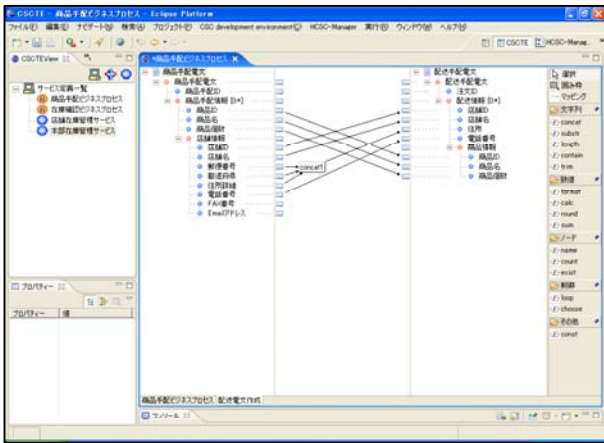 CSCTE - 商品手配ビジネスプロセス - Eclipse Platform
ファイル(F) 編集(E) ナビゲート(N) 検索(A) プロジェクト(P) CSC development environment(C) HCSC-Manager 実行(R) ウィンドウ(W) ヘルプ(H)
CSCTE HCSC-Manag..
CSCTEView
サービス定義一覧
商品手配ビジネスプロセス
在庫確認ビジネスプロセス
店舗在庫管理サービス
本部在庫管理サービス
プロパティー
プロパティー 値
*商品手配ビジネスプロセス
商品手配電文
商品手配電文
商品手配ID
商品手配情報 [0+]
商品ID
商品名
商品個数
店舗情報
店舗ID
店舗名
郵便番号
都道府県
住所詳細
電話番号
FAX番号
Emailアドレス
concat1
配送手配電文
配送手配電文
注文ID
配送情報 [0+]
店舗ID
店舗名
住所
電話番号
商品情報
商品ID
商品名
商品個数
選択
囲み枠
マッピング
文字列
concat
substr
length
contain
trim
数値
format
calc
round
sum
ノード
name
count
exist
制御
loop
choose
その他
const
商品手配ビジネスプロセス 配送電文作成
コンソール